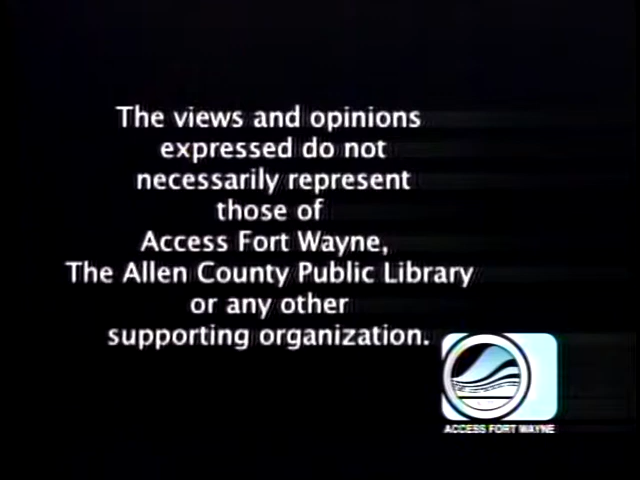 The views and opinions
expressed do not
necessarily represent
those of
Access Fort Wayne,
The Allen County Public Library
or any other
supporting organization.
ACCESS FORT WAYNE